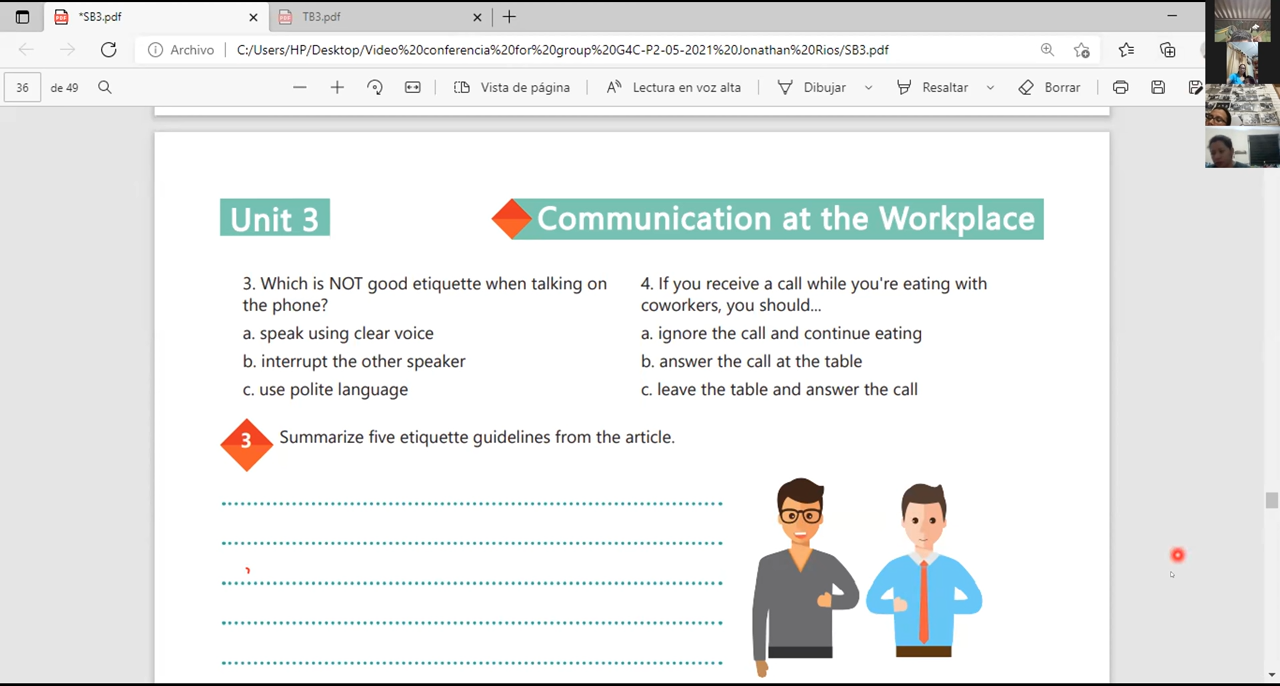 *SB3.pdf
TB3.pdf
Archivo
C:/Users/HP/Desktop/Video%20conferencia%20for%20group%20G4C-P2-05-2021%20Jonathan%20Rios/SB3.pdf
36 de 49
Vista de página
Lectura en voz alta
Dibujar
Resaltar
Borrar
Unit 3
Communication at the Workplace
3. Which is NOT good etiquette when talking on
the phone?
a. speak using clear voice
b. interrupt the other speaker
c. use polite language
4. If you receive a call while you're eating with
coworkers, you should...
a. ignore the call and continue eating
b. answer the call at the table
c. leave the table and answer the call
3 Summarize five etiquette guidelines from the article.